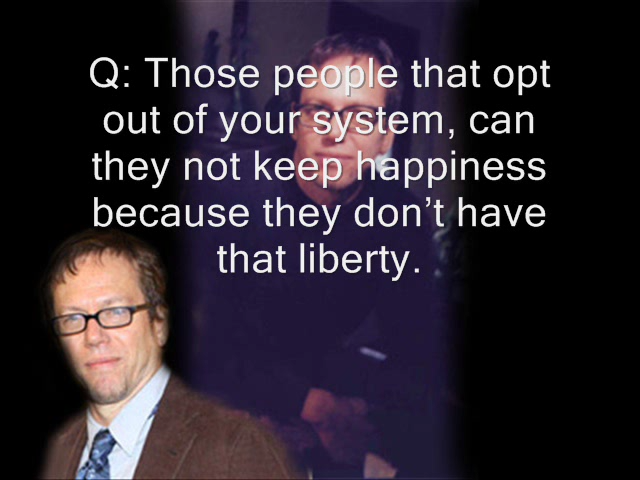 Q: Those people that opt
out of your system, can
they not keep happiness
because they don’t have
that liberty.